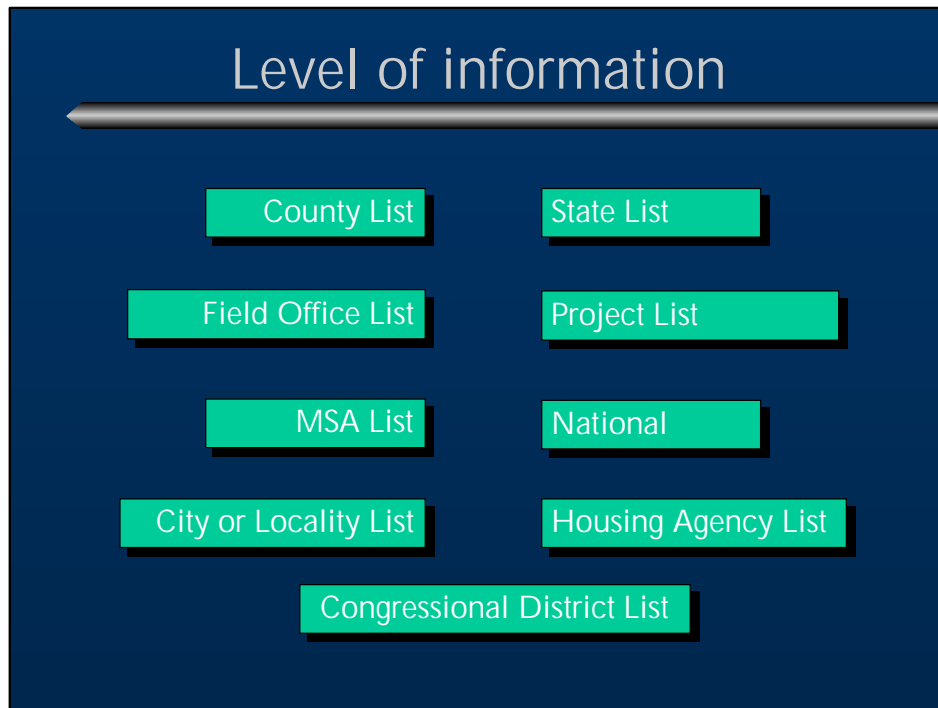 Level of information
County List
State List
Field Office List
Project List
MSA List
National
City or Locality List
Housing Agency List
Congressional District List